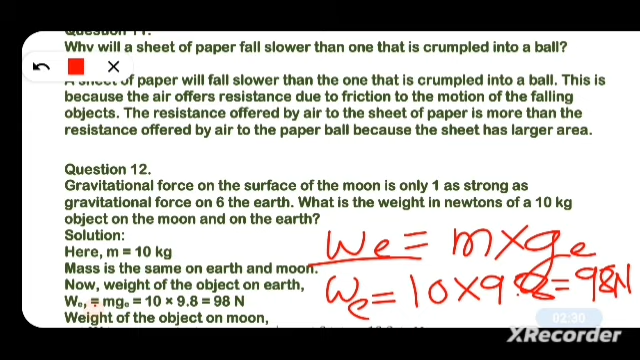 Question 11.
Why will a sheet of paper fall slower than one that is crumpled into a ball?
A sheet of paper will fall slower than the one that is crumpled into a ball. This is
because the air offers resistance due to friction to the motion of the falling
objects. The resistance offered by air to the sheet of paper is more than the
resistance offered by air to the paper ball because the sheet has larger area.
Question 12.
Gravitational force on the surface of the moon is only 1 as strong as
gravitational force on 6 the earth. What is the weight in newtons of a 10 kg
object on the moon and on the earth?
Solution:
Here, m = 10 kg
Mass is the same on earth and moon.
Now, weight of the object on earth,
Wₑ, = mgₑ = 10 × 9.8 = 98 N
Weight of the object on moon,
We = m×ge
We = 10×9.8 = 98N
02:30
XRecorder